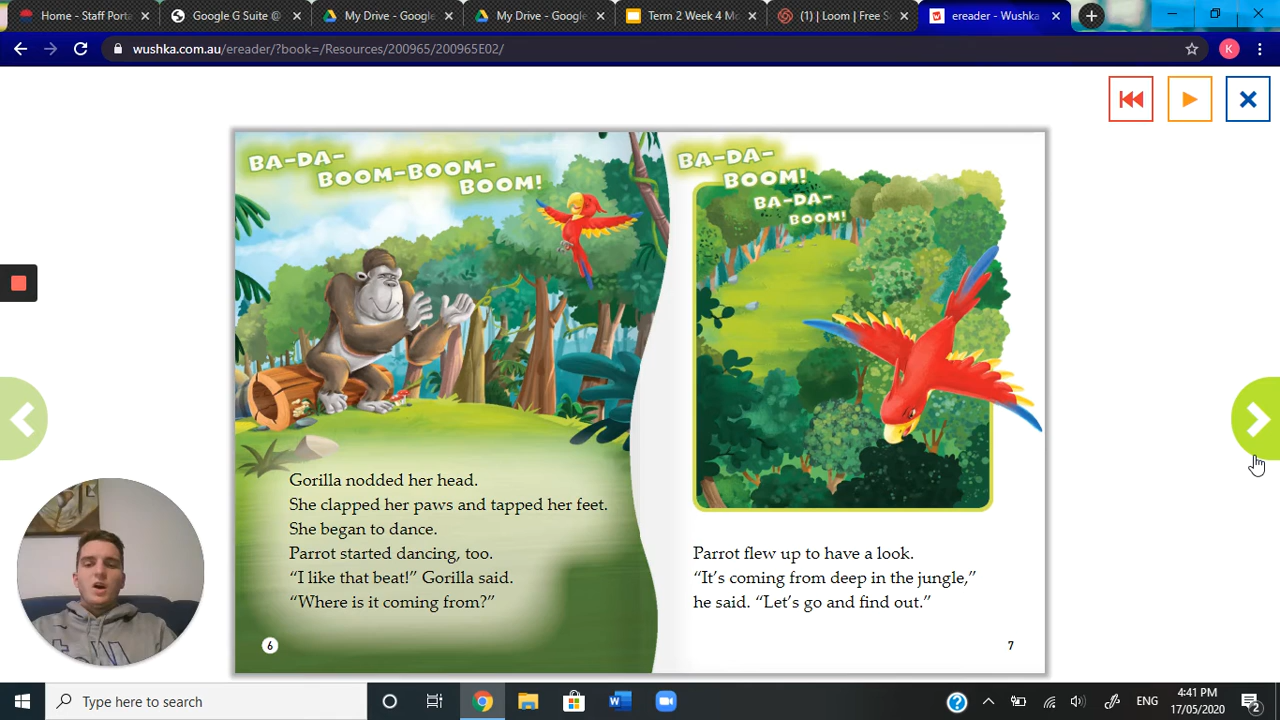 Home - Staff Porta
Google G Suite @
My Drive - Google
My Drive - Google
Term 2 Week 4 Mo
(1) | Loom | Free S
ereader - Wushka
wushka.com.au/ereader/?book=/Resources/200965/200965E02/
K
BA-DA-
BOOM-BOOM-
BOOM!
Gorilla nodded her head.
She clapped her paws and tapped her feet.
She began to dance.
Parrot started dancing, too.
“I like that beat!” Gorilla said.
“Where is it coming from?”
6
BA-DA-
BOOM!
BA-DA-
BOOM!
Parrot flew up to have a look.
“It’s coming from deep in the jungle,”
he said. “Let’s go and find out.”
7
Type here to search
ENG
4:41 PM
17/05/2020
2